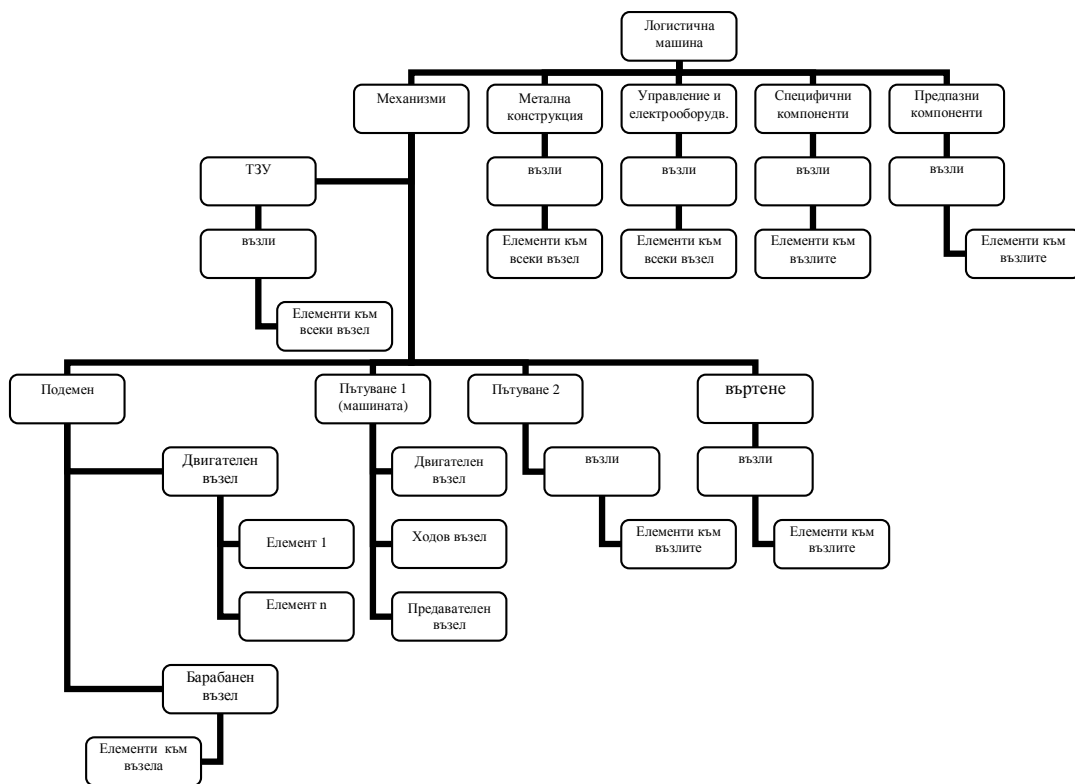 Логистична
машина
Механизми
Метална
конструкция
Управление и
електрооборудв.
Специфични
компоненти
Предпазни
компоненти
ТЗУ
възли
възли
възли
възли
възли
Елементи към
всеки възел
Елементи към
всеки възел
Елементи към
възлите
Елементи към
възлите
Елементи към
всеки възел
Подемен
Пътуване 1
(машината)
Пътуване 2
въртене
Двигателен
възел
Двигателен
възел
възли
възли
Елемент 1
Ходов възел
Елементи към
възлите
Елементи към
възлите
Елемент n
Предавателен
възел
Барабанен
възел
Елементи към
възела